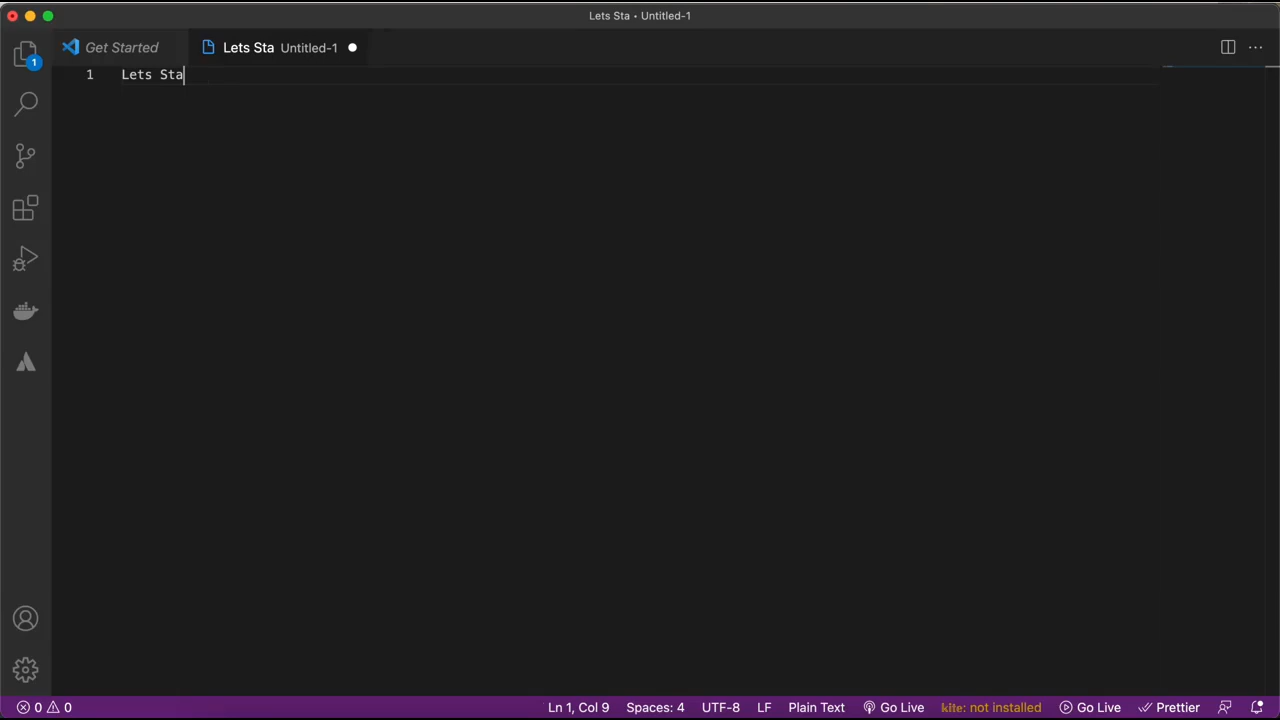 Lets Sta • Untitled-1
Get Started
Lets Sta Untitled-1
1
1 Lets Sta
0 0 Ln 1, Col 9 Spaces: 4 UTF-8 LF Plain Text Go Live kite: not installed Go Live Prettier